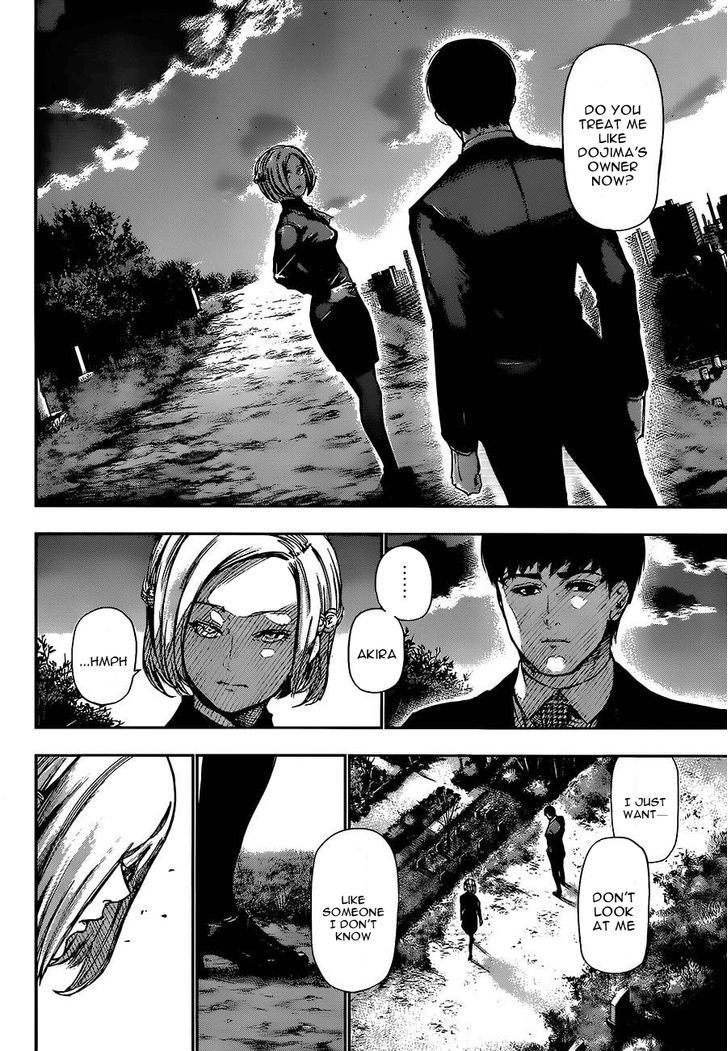 DO YOU
TREAT ME
LIKE
DOJIMA'S
OWNER
NOW?
......
AKIRA
...HMPH
I JUST
WANT—
DON'T
LOOK
AT ME
LIKE
SOMEONE
I DON'T
KNOW